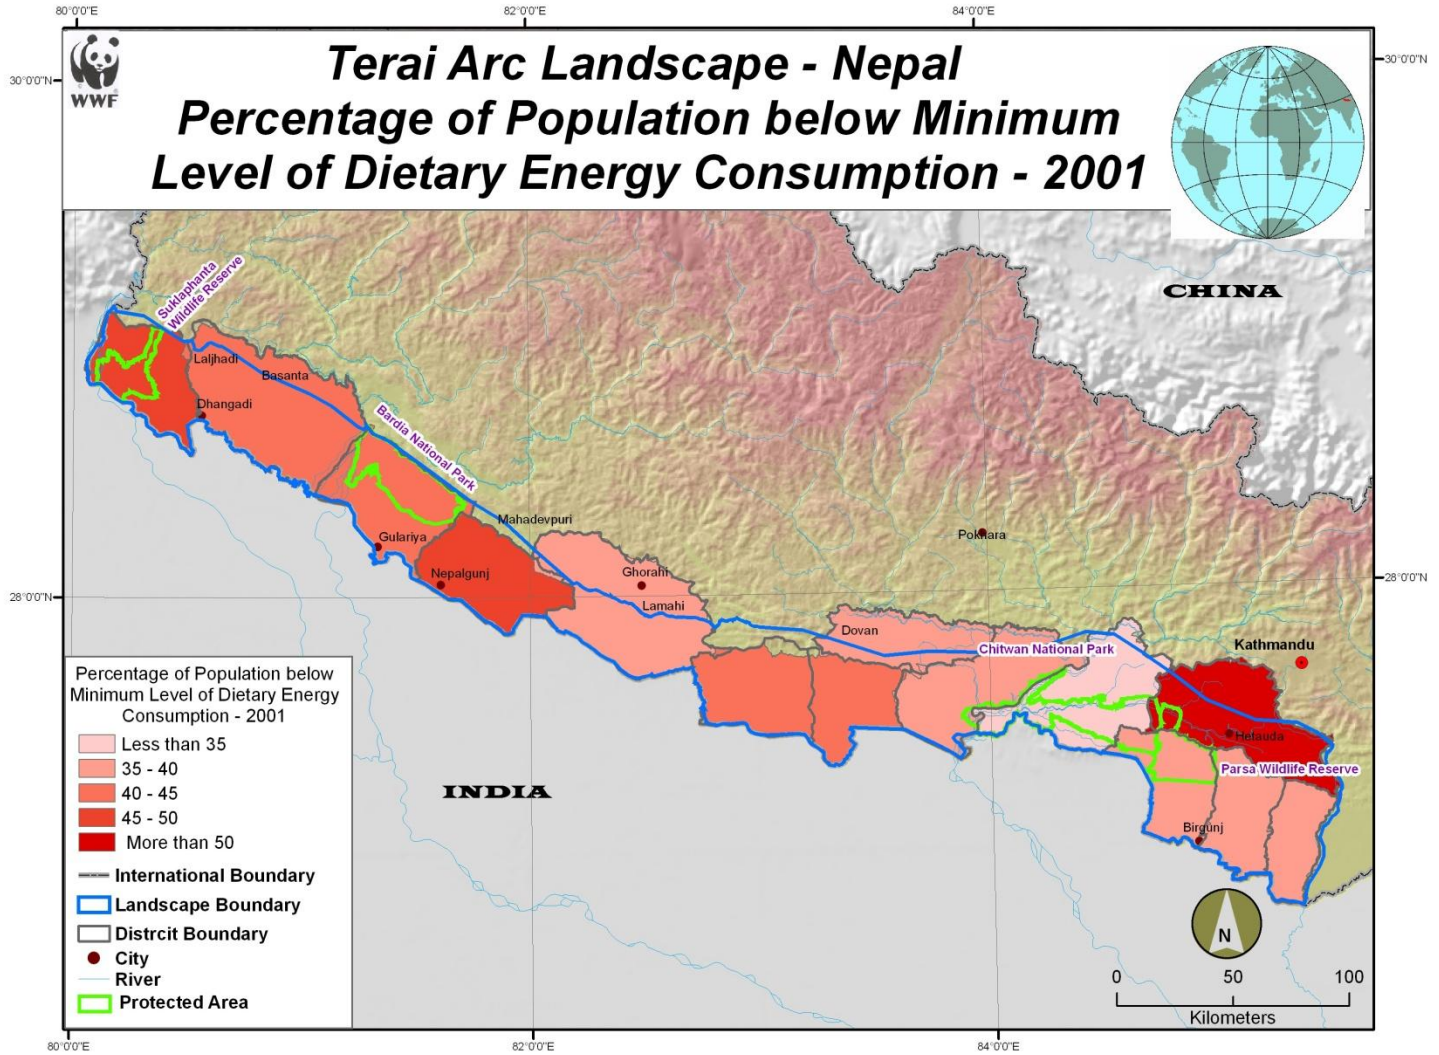 80°0'0"E
82°0'0"E
84°0'0"E
30°0'0"N
30°0'0"N
WWF
Terai Arc Landscape - Nepal
Percentage of Population below Minimum
Level of Dietary Energy Consumption - 2001
CHINA
Suklaphanta
Wildlife Reserve
Laljhadi
Basanta
Dhangadi
Bardia National Park
Mahadevpuri
Gulariya
Nepalgunj
Ghorahi
Lamahi
Pokhara
28°0'0"N
28°0'0"N
Dovan
Chitwan National Park
Kathmandu
Hetauda
Parsa Wildlife Reserve
Birgunj
INDIA
Percentage of Population below
Minimum Level of Dietary Energy
Consumption - 2001
Less than 35
35 - 40
40 - 45
45 - 50
More than 50
International Boundary
Landscape Boundary
Distrcit Boundary
City
River
Protected Area
N
0 50 100
Kilometers
80°0'0"E
82°0'0"E
84°0'0"E